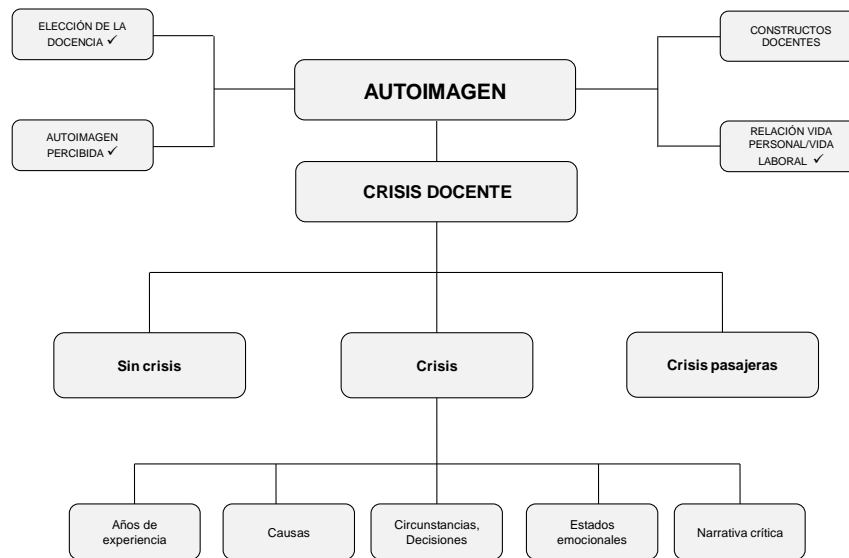 ELECCIÓN DE LA
DOCENCIA ✓
CONSTRUCTOS
DOCENTES
AUTOIMAGEN
AUTOIMAGEN
PERCIBIDA ✓
RELACIÓN VIDA
PERSONAL/VIDA
LABORAL ✓
CRISIS DOCENTE
Sin crisis
Crisis
Crisis pasajeras
Años de
experiencia
Causas
Circunstancias,
Decisiones
Estados
emocionales
Narrativa crítica